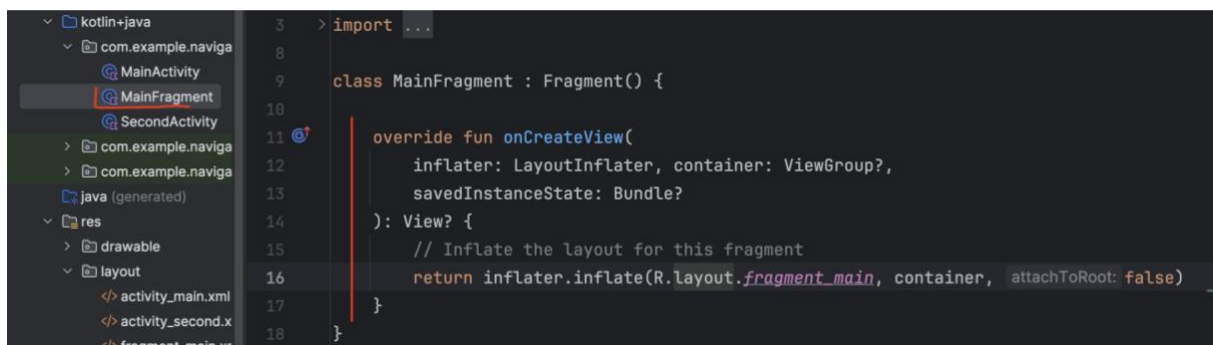 kotlin+java
com.example.naviga
MainActivity
MainFragment
SecondActivity
com.example.naviga
com.example.naviga
java (generated)
res
drawable
layout
activity_main.xml
activity_second.x
3 import ...
8
9 class MainFragment : Fragment() {
10
11 override fun onCreateView(
12 inflater: LayoutInflater, container: ViewGroup?,
13 savedInstanceState: Bundle?
14 ): View? {
15 // Inflate the layout for this fragment
16 return inflater.inflate(R.layout.fragment_main, container, attachToRoot: false)
17 }
18 }